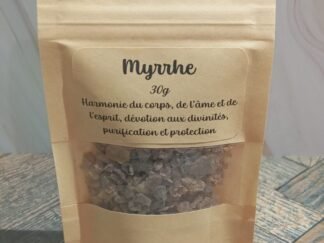 Myrrhe
30g
Harmonie du corps, de l'âme et de
l'esprit, dévotion aux divinités,
purification et protection